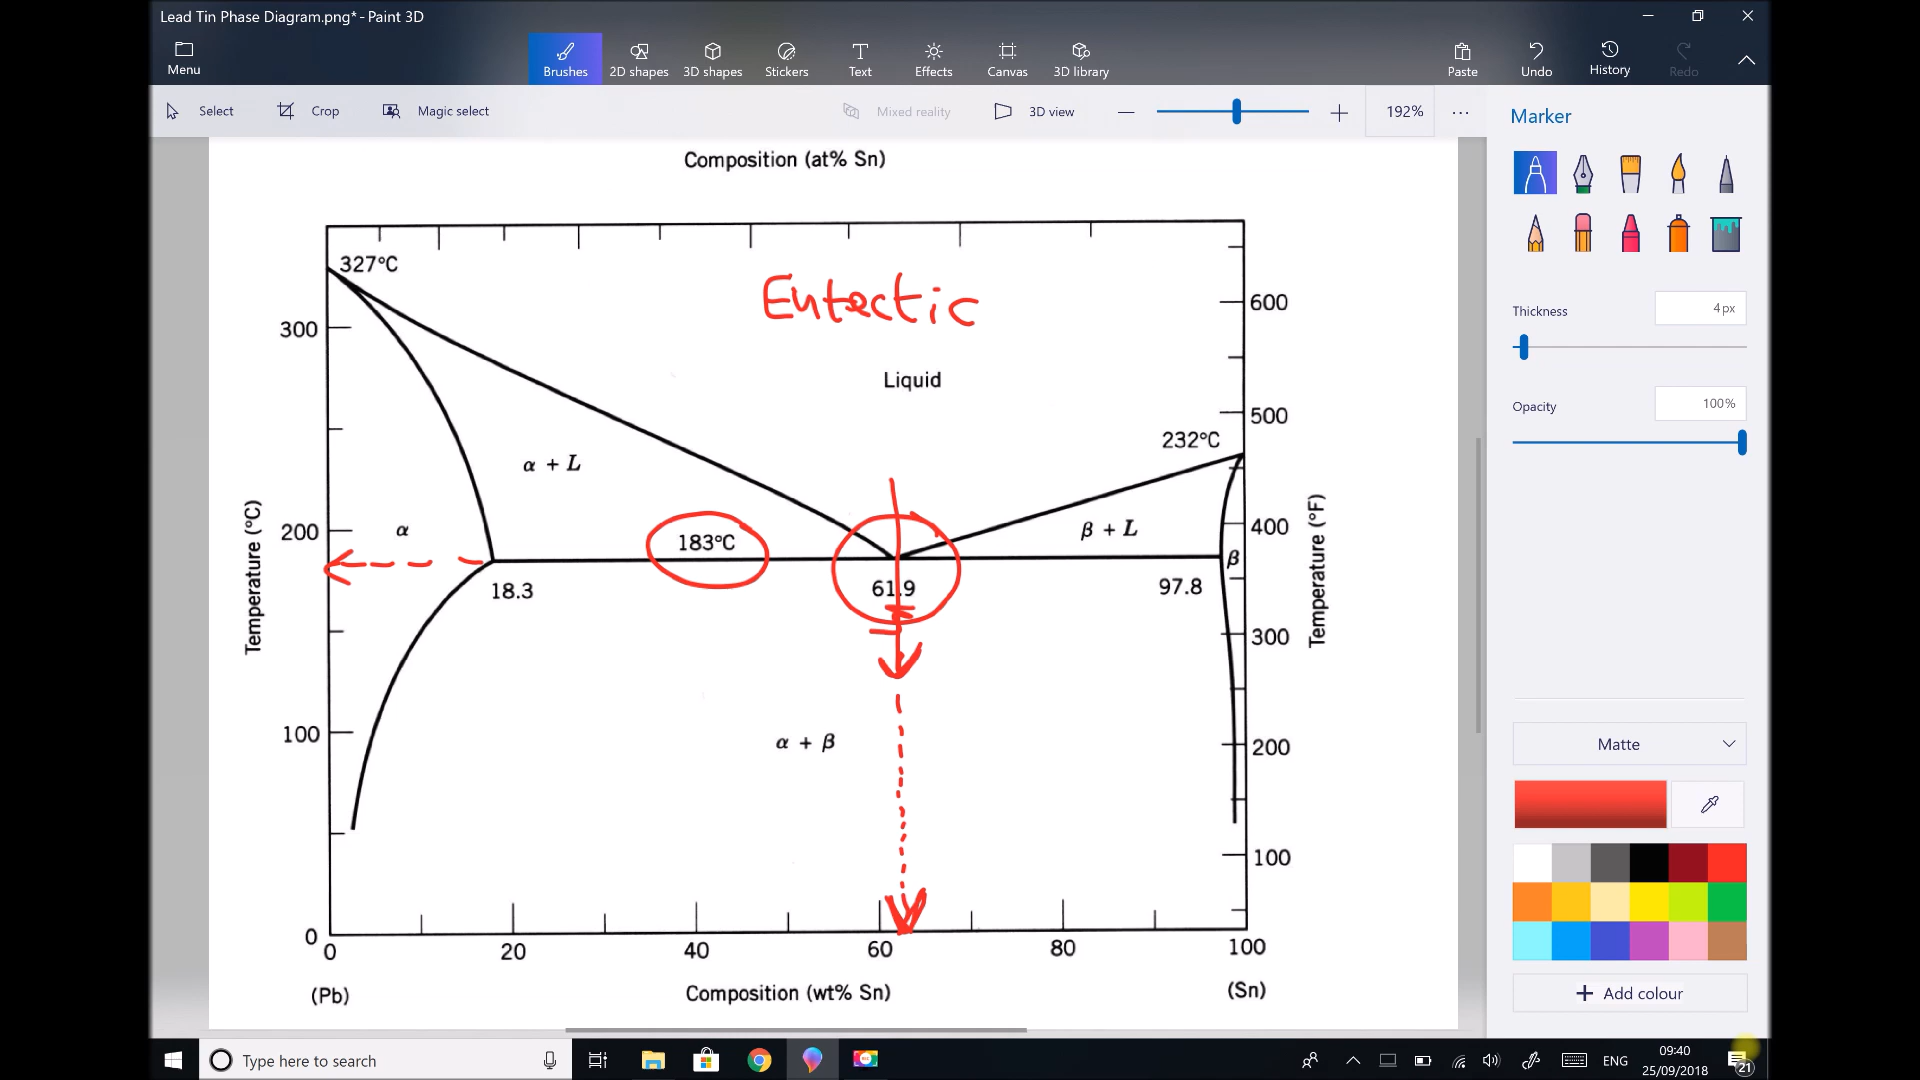 Lead Tin Phase Diagram.png* - Paint 3D
Menu
Brushes
2D shapes
3D shapes
Stickers
Text
Effects
Canvas
3D library
Paste
Undo
History
Redo
Select
Crop
Magic select
Mixed reality
3D view
192%
Marker
Composition (at% Sn)
327°C
Eutectic
600
300
Liquid
500
232°C
α + L
Temperature (°C)
200
α
183°C
β + L
400
Temperature (°F)
β
18.3
61.9
97.8
300
100
α + β
200
100
0
0
20
40
60
80
100
(Pb)
Composition (wt% Sn)
(Sn)
Thickness
4px
Opacity
100%
Matte
+ Add colour
Type here to search
ENG
09:40
25/09/2018
21